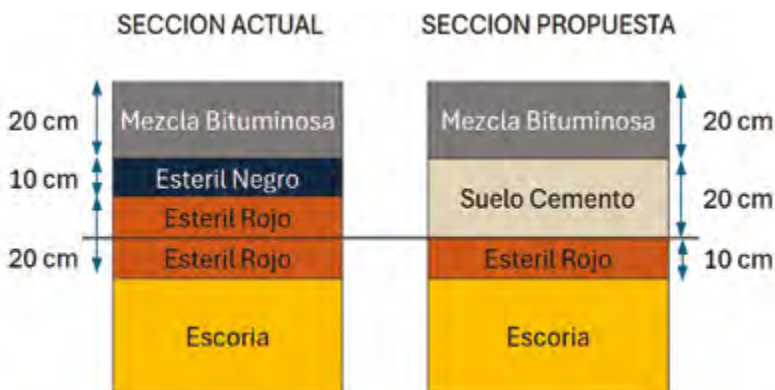 SECCION ACTUAL
SECCION PROPUESTA
20 cm
Mezcla Bituminosa
10 cm
Esteril Negro
Esteril Rojo
20 cm
Esteril Rojo
Escoria
Mezcla Bituminosa
20 cm
Suelo Cemento
20 cm
Esteril Rojo
10 cm
Escoria